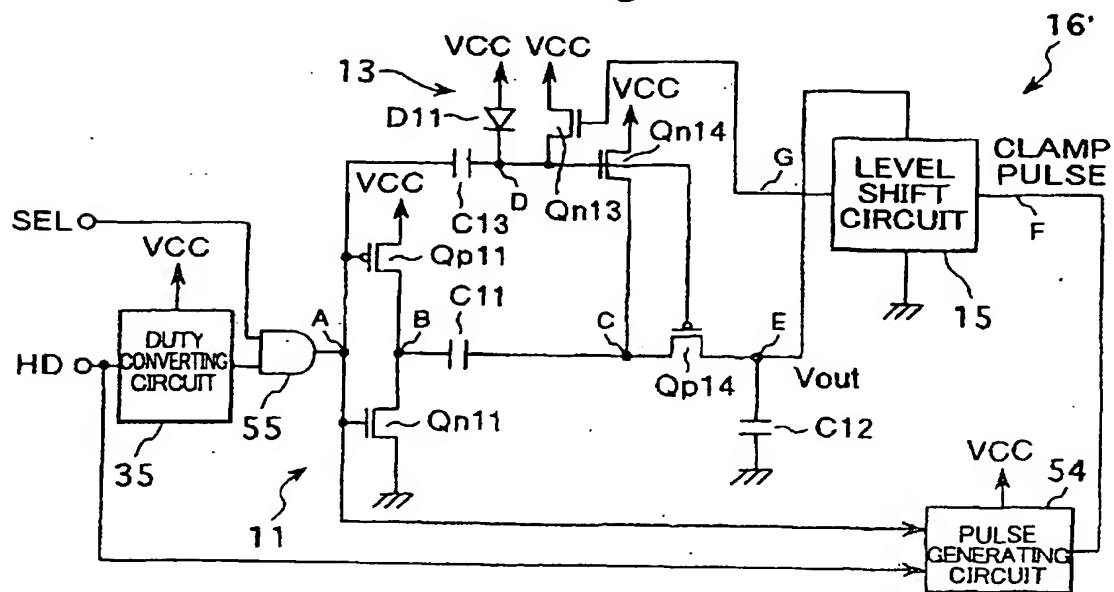 16'
VCC VCC
13
VCC
D11
Qn14
G
LEVEL
SHIFT
CIRCUIT
CLAMP
PULSE
VCC
D
Qn13
C13
SEL
VCC
Qp11
F
C11
15
A
B
C
E
HD
DUTY
CONVERTING
CIRCUIT
Qp14
Vout
55
Qn11
C12
35
VCC
54
11
PULSE
GENERATING
CIRCUIT